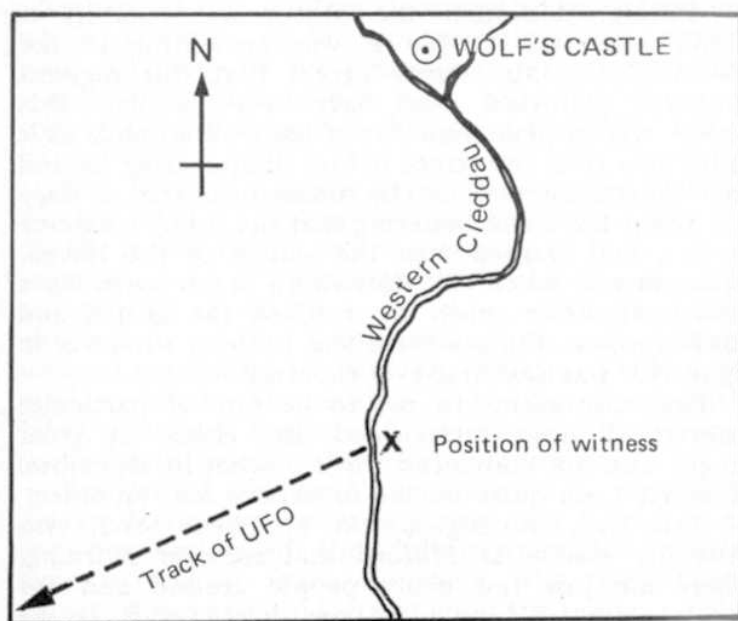 N
WOLF'S CASTLE
Western Cleddau
X Position of witness
Track of UFO